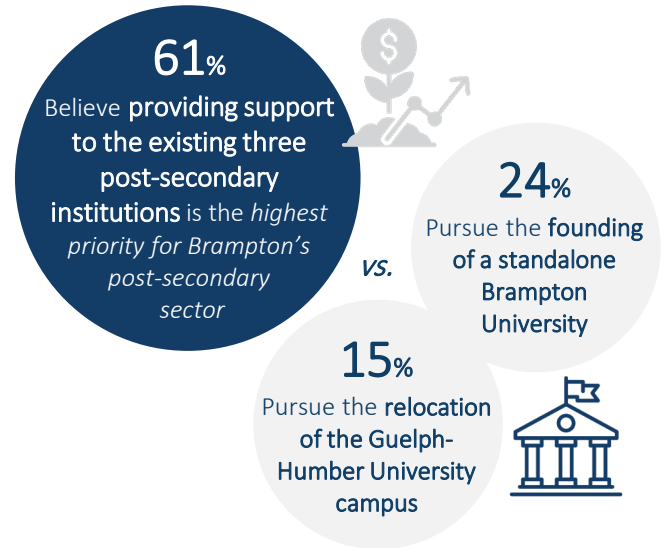 61%
Believe providing support
to the existing three
post-secondary
institutions is the highest
priority for Brampton's
post-secondary
sector
$
vs.
24%
Pursue the founding
of a standalone
Brampton
University
15%
Pursue the relocation
of the Guelph-
Humber University
campus